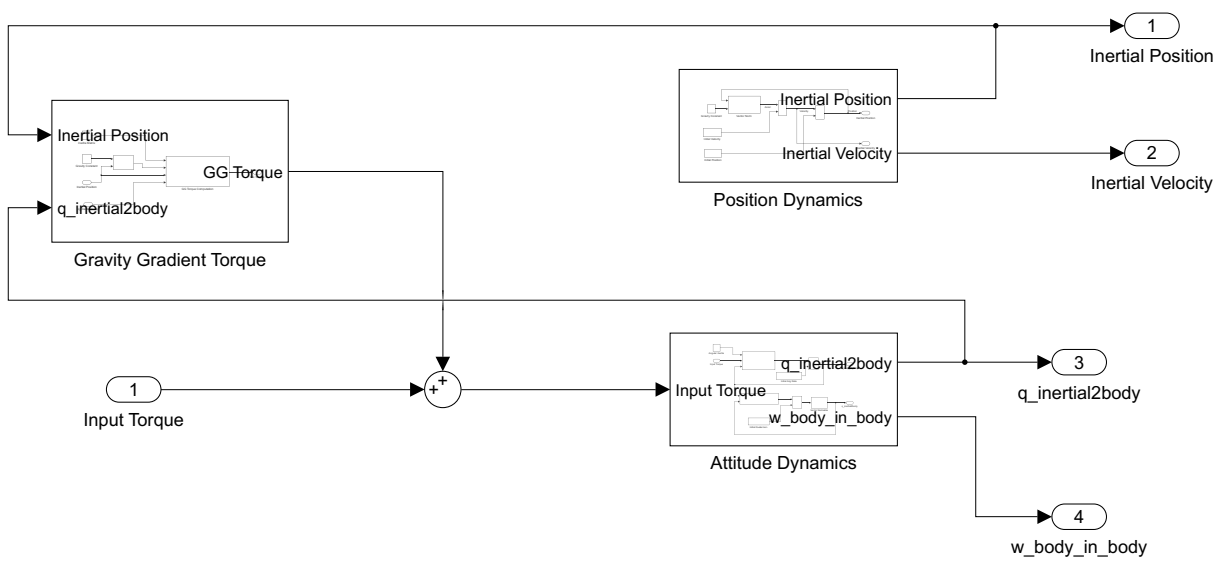 1
Inertial Position
Inertial Position
Inertial Position
GG Torque
Inertial Velocity
2
Inertial Velocity
Position Dynamics
q_inertial2body
Gravity Gradient Torque
q_inertial2body
3
q_inertial2body
1
Input Torque
+
+
Input Torque
w_body_in_body
Attitude Dynamics
4
w_body_in_body